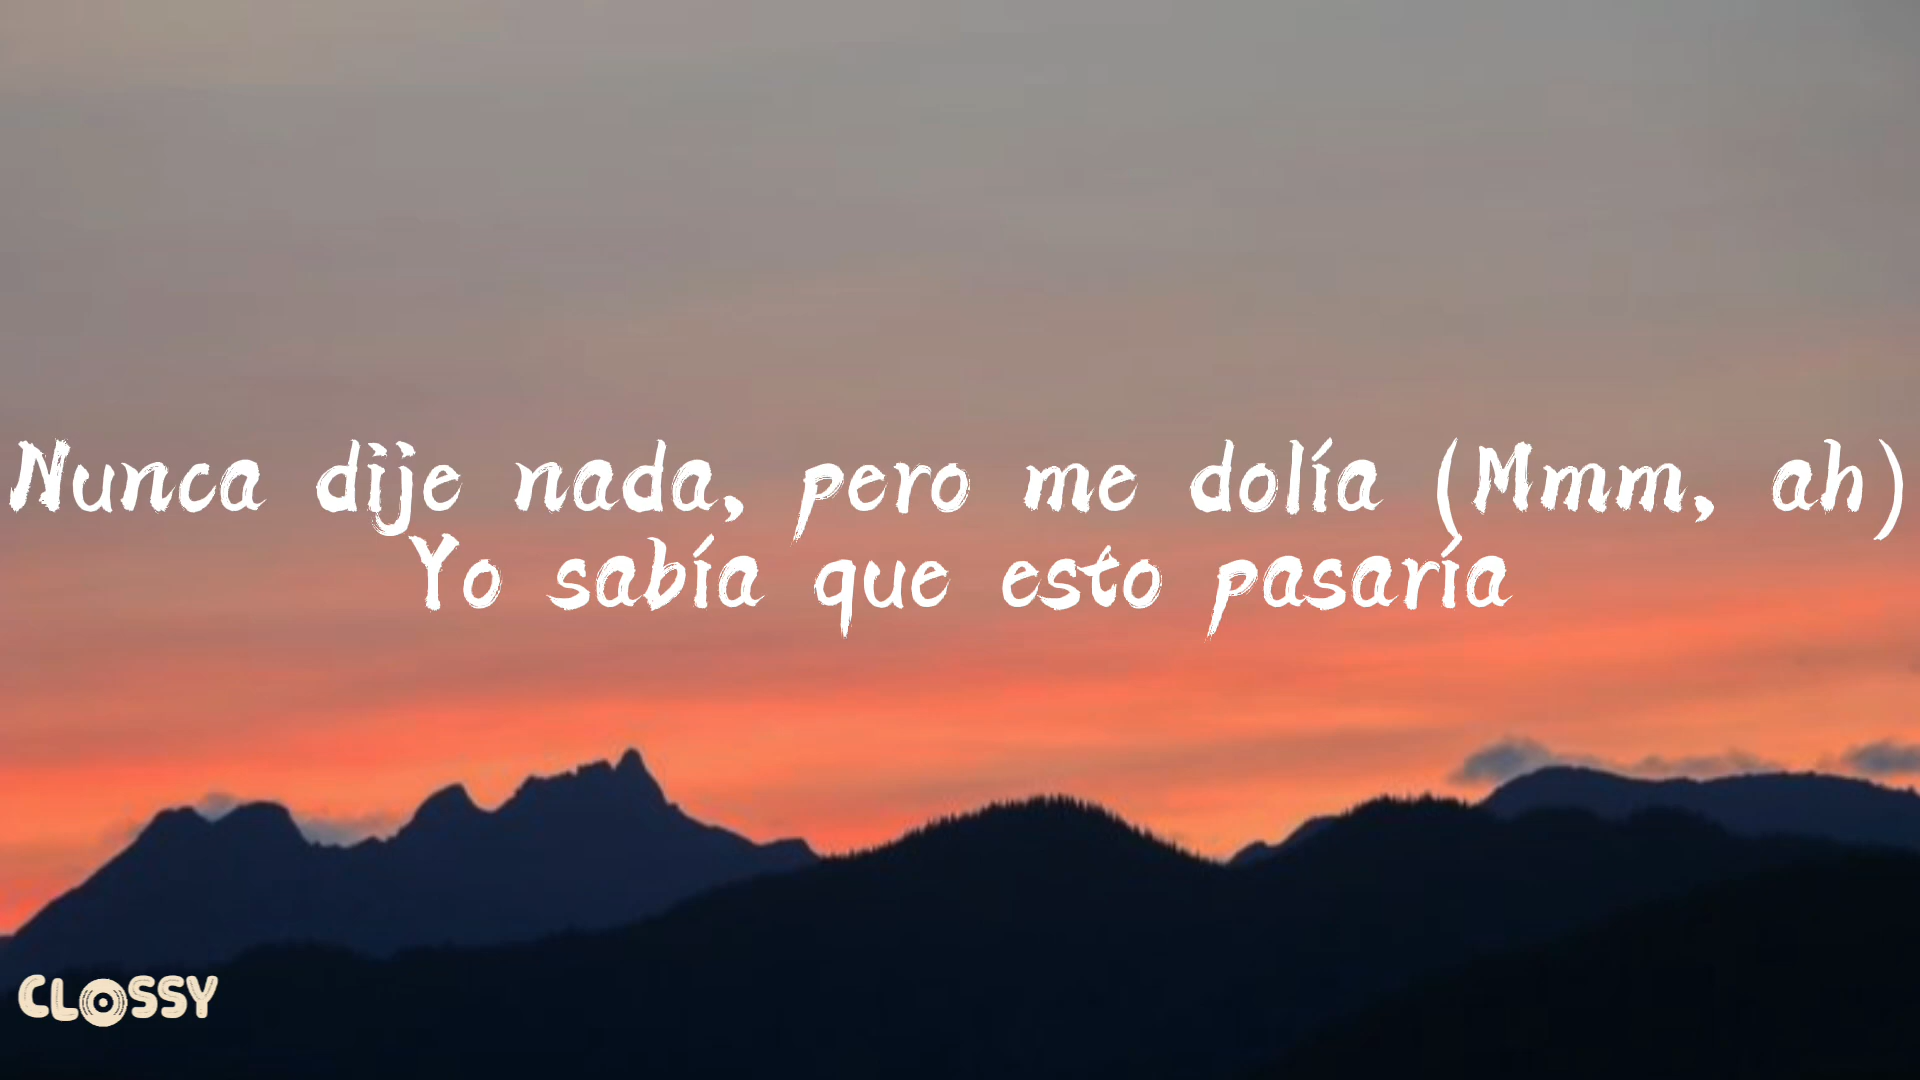 Nunca dije nada, pero me dolía (Mmm, ah)
Yo sabía que esto pasaría
CLOSSY